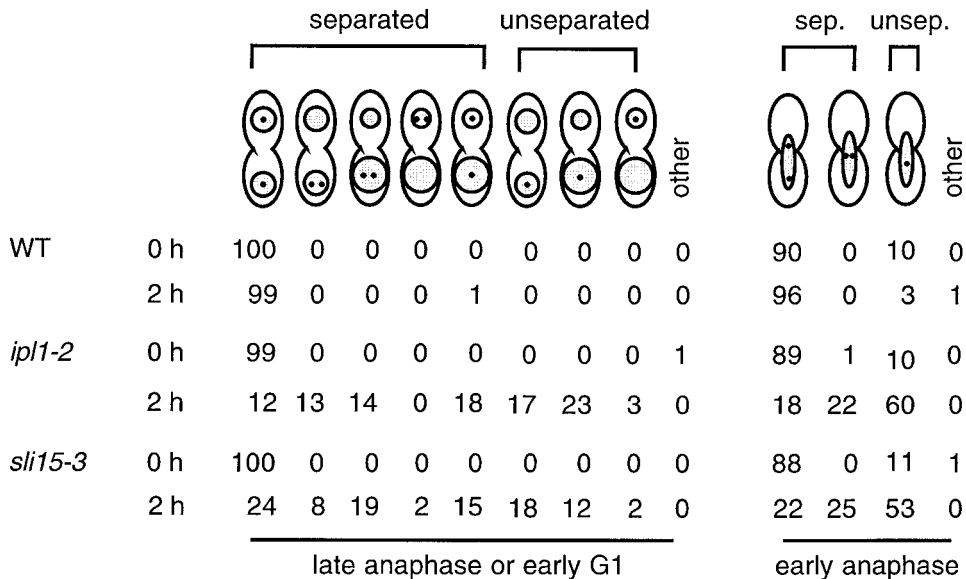 separated unseparated sep. unsep.
other other
WT 0 h 100 0 0 0 0 0 0 0 0 90 0 10 0
2 h 99 0 0 0 1 0 0 0 0 96 0 3 1
ipl1-2 0 h 99 0 0 0 0 0 0 0 1 89 1 10 0
2 h 12 13 14 0 18 17 23 3 0 18 22 60 0
sli15-3 0 h 100 0 0 0 0 0 0 0 0 88 0 11 1
2 h 24 8 19 2 15 18 12 2 0 22 25 53 0
late anaphase or early G1 early anaphase